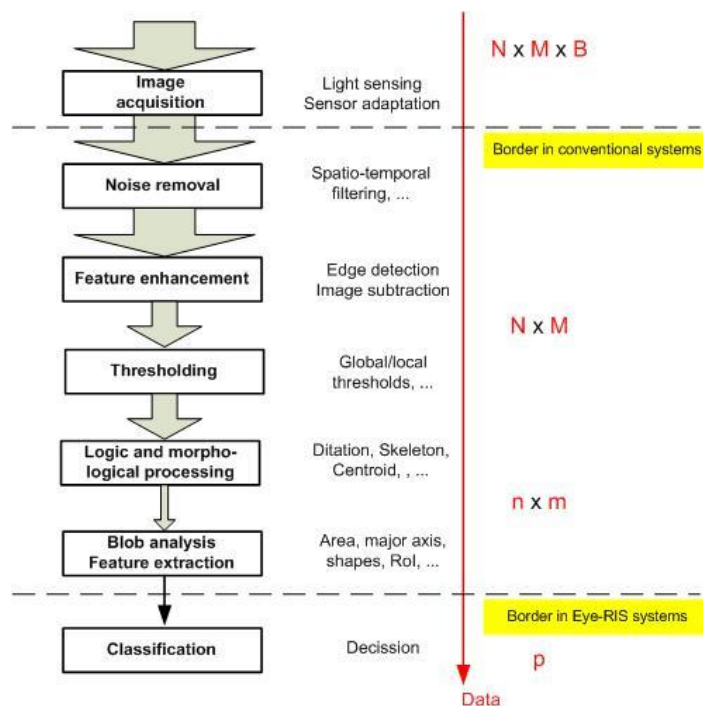 Image
acquisition
Light sensing
Sensor adaptation
N x M x B
Border in conventional systems
Noise removal
Spatio-temporal
filtering, ...
Feature enhancement
Edge detection
Image subtraction
N x M
Thresholding
Global/local
thresholds, ...
Logic and morpho-
logical processing
Ditation, Skeleton,
Centroid, , ...
n x m
Blob analysis
Feature extraction
Area, major axis,
shapes, RoI, ...
Border in Eye-RIS systems
Classification
Decission
p
Data